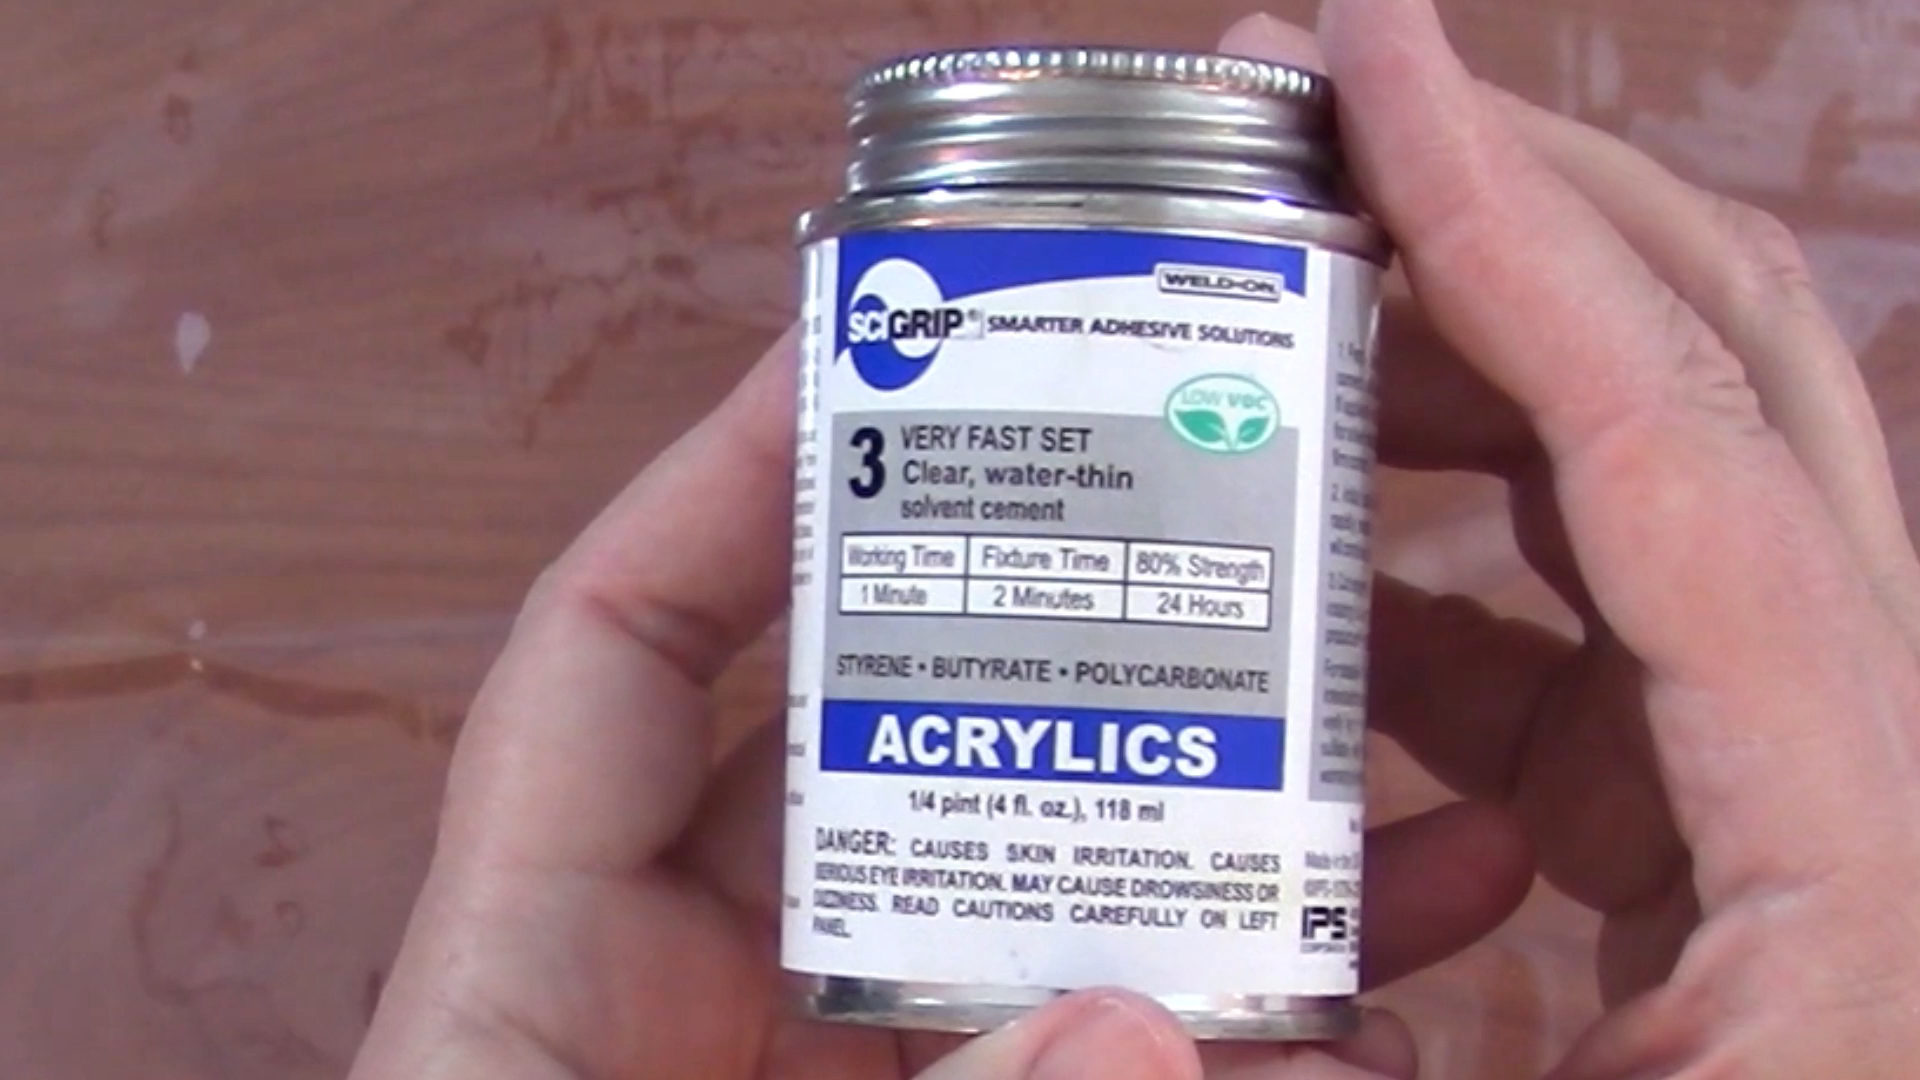 WELD-ON
SCIGRIP® SMARTER ADHESIVE SOLUTIONS
LOW VOC
3
VERY FAST SET
Clear, water-thin
solvent cement
Working Time Fixture Time 80% Strength
1 Minute 2 Minutes 24 Hours
STYRENE • BUTYRATE • POLYCARBONATE
ACRYLICS
1/4 pint (4 fl. oz.), 118 ml
DANGER: CAUSES SKIN IRRITATION. CAUSES
SERIOUS EYE IRRITATION. MAY CAUSE DROWSINESS OR
DIZZINESS. READ CAUTIONS CAREFULLY ON LEFT
PANEL.
IPS